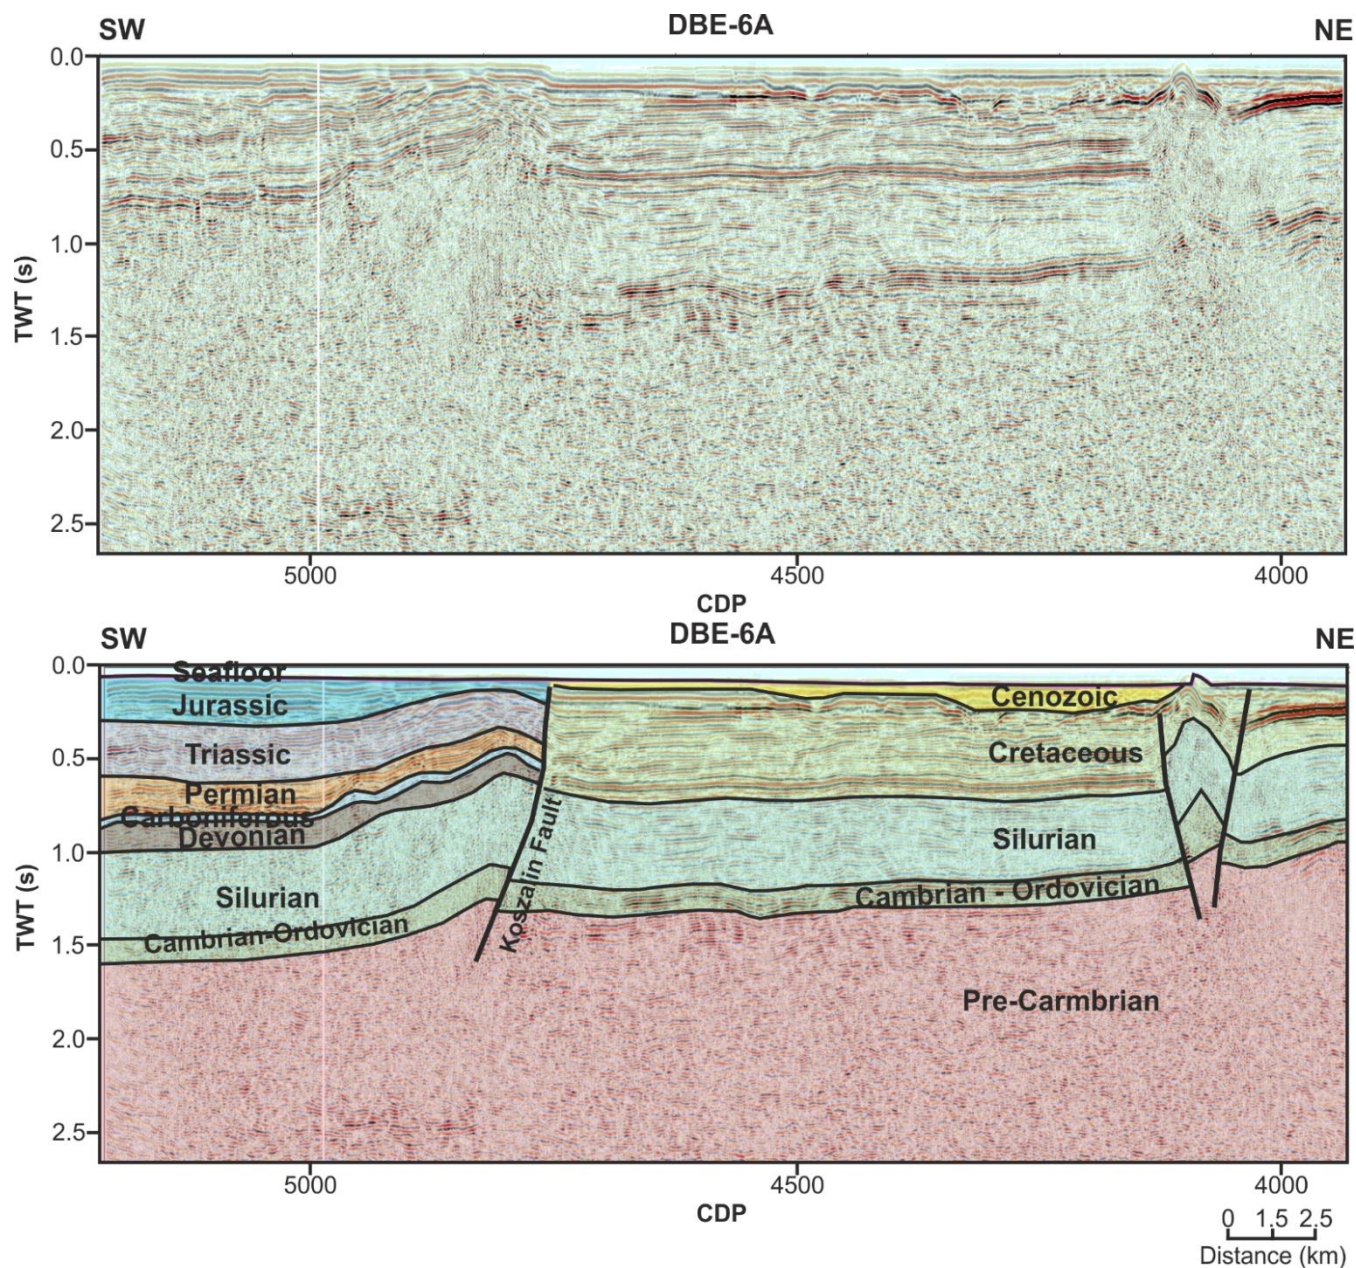 DBE-6A
SW
NE
0.0
0.5
1.0
1.5
2.0
2.5
TWT (s)
5000
4500
4000
CDP
DBE-6A
SW
NE
0.0
0.5
1.0
1.5
2.0
2.5
TWT (s)
Seafloor
Jurassic
Triassic
Permian
Carboniferous
Devonian
Silurian
Cambrian-Ordovician
Koszalin Fault
Cenozoic
Cretaceous
Silurian
Cambrian - Ordovician
Pre-Carmbrian
5000
4500
4000
CDP
0 1.5 2.5
Distance (km)